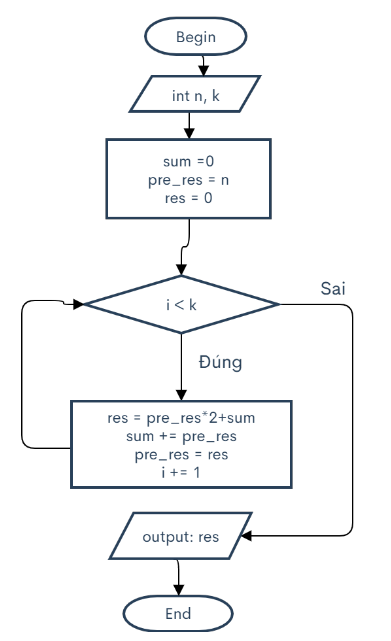 Begin
int n, k
sum =0
pre_res = n
res = 0
i < k
Sai
Đúng
res = pre_res*2+sum
sum += pre_res
pre_res = res
i += 1
output: res
End